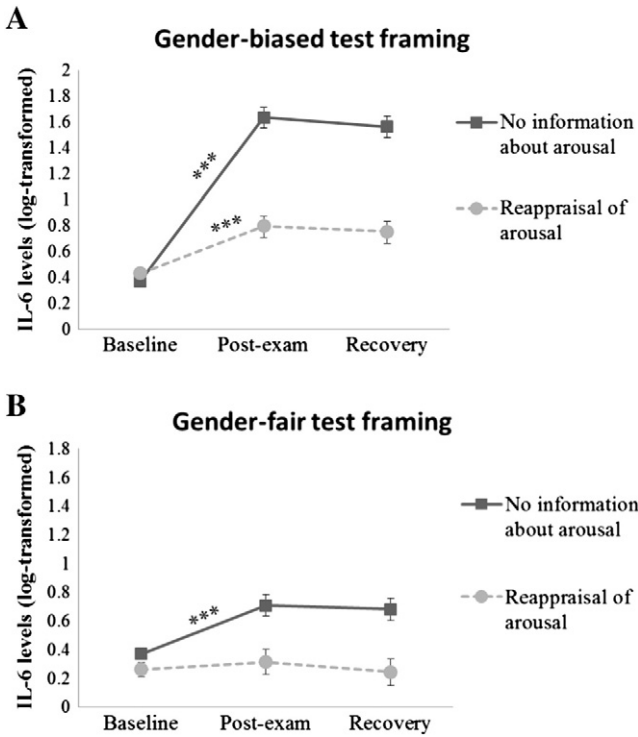 A
Gender-biased test framing
IL-6 levels (log-transformed)
2
1.8
1.6
1.4
1.2
1
0.8
0.6
0.4
0.2
0
***
***
Baseline
Post-exam
Recovery
No information
about arousal
Reappraisal of
arousal
B
Gender-fair test framing
IL-6 levels (log-transformed)
1.8
1.6
1.4
1.2
1
0.8
0.6
0.4
0.2
0
***
Baseline
Post-exam
Recovery
No information
about arousal
Reappraisal of
arousal